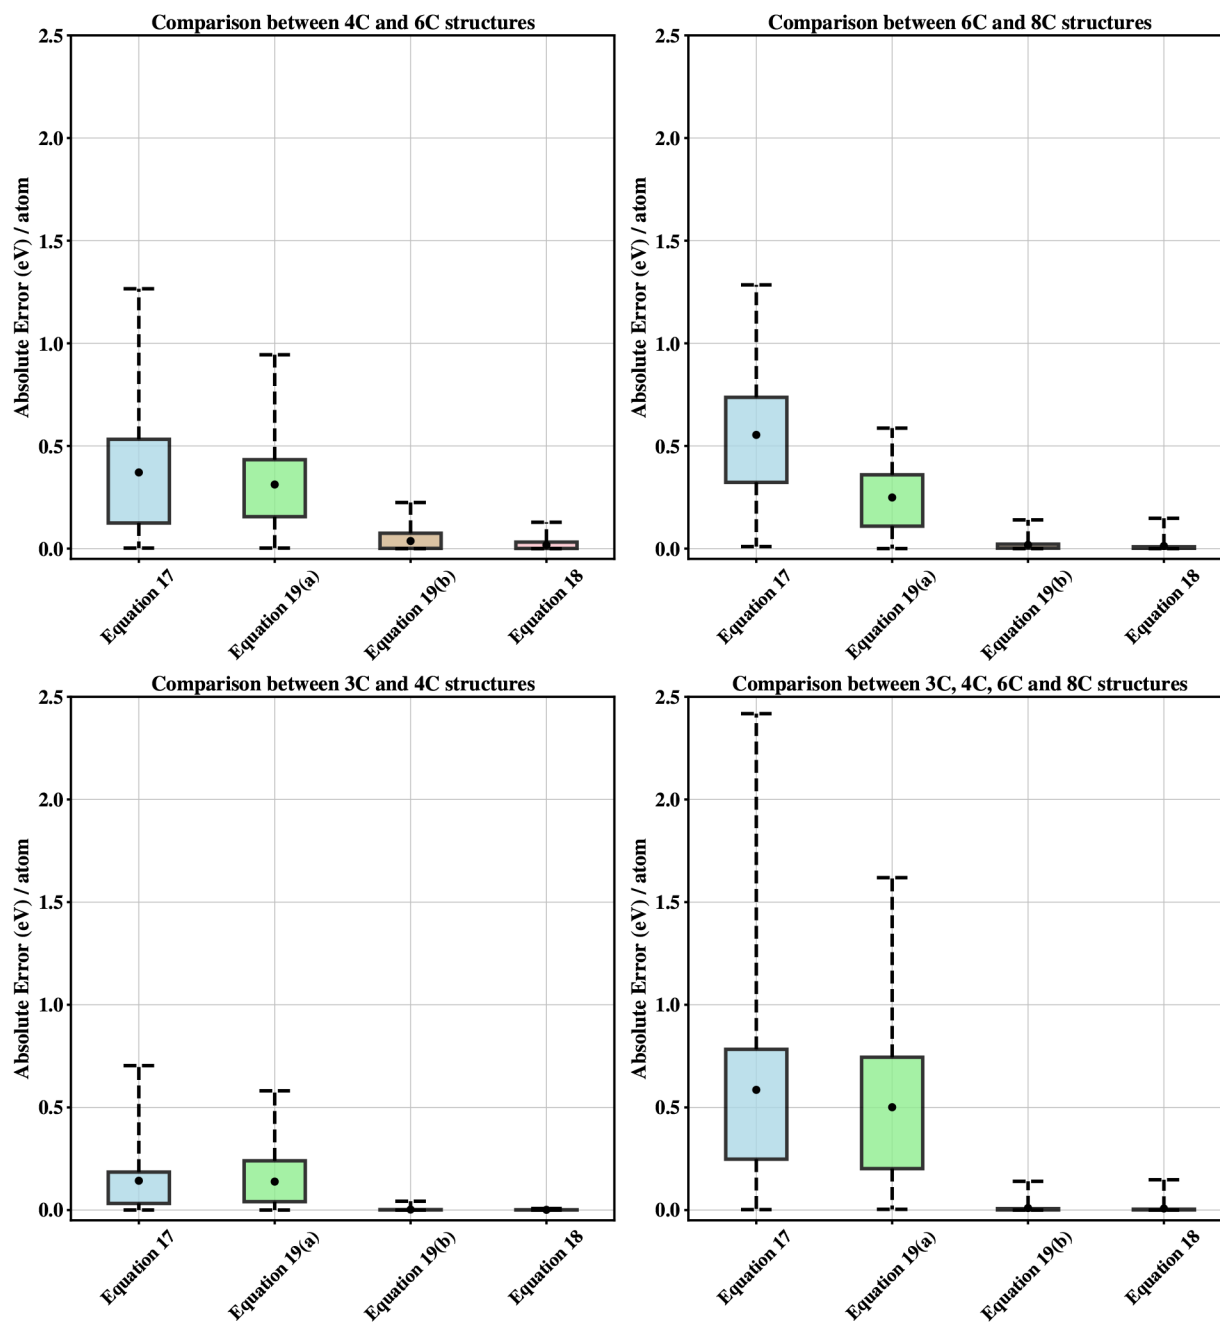 Comparison between 4C and 6C structures
Absolute Error (eV) / atom
2.5
2.0
1.5
1.0
0.5
0.0
Equation 17
Equation 19(a)
Equation 19(b)
Equation 18
Comparison between 6C and 8C structures
Absolute Error (eV) / atom
2.5
2.0
1.5
1.0
0.5
0.0
Equation 17
Equation 19(a)
Equation 19(b)
Equation 18
Comparison between 3C and 4C structures
Absolute Error (eV) / atom
2.5
2.0
1.5
1.0
0.5
0.0
Equation 17
Equation 19(a)
Equation 19(b)
Equation 18
Comparison between 3C, 4C, 6C and 8C structures
Absolute Error (eV) / atom
2.5
2.0
1.5
1.0
0.5
0.0
Equation 17
Equation 19(a)
Equation 19(b)
Equation 18